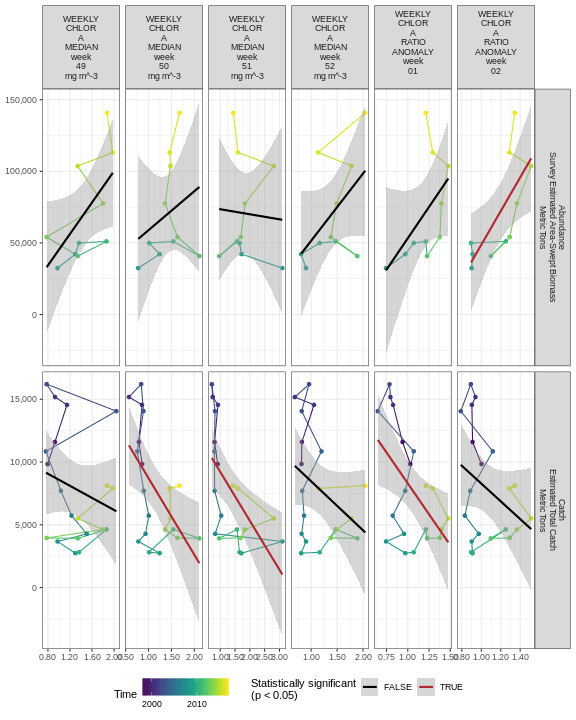 WEEKLY
CHLOR
A
MEDIAN
week
49
mg m^-3
WEEKLY
CHLOR
A
MEDIAN
week
50
mg m^-3
WEEKLY
CHLOR
A
MEDIAN
week
51
mg m^-3
WEEKLY
CHLOR
A
MEDIAN
week
52
mg m^-3
WEEKLY
CHLOR
A
RATIO
ANOMALY
week
01
WEEKLY
CHLOR
A
RATIO
ANOMALY
week
02
150,000
100,000
50,000
0
Abundance
Survey Estimated Area-Swept Biomass
Metric Tons
15,000
10,000
5,000
0
Catch
Estimated Total Catch
Metric Tons
0.80 1.20 1.60 2.00 0.50 1.00 1.50 2.00 1.00 1.50 2.00 2.50 3.00 1.00 1.50 2.00 0.75 1.00 1.25 1.50 0.80 1.00 1.20 1.40
Time
2000 2010
Statistically significant
(p < 0.05)
FALSE TRUE